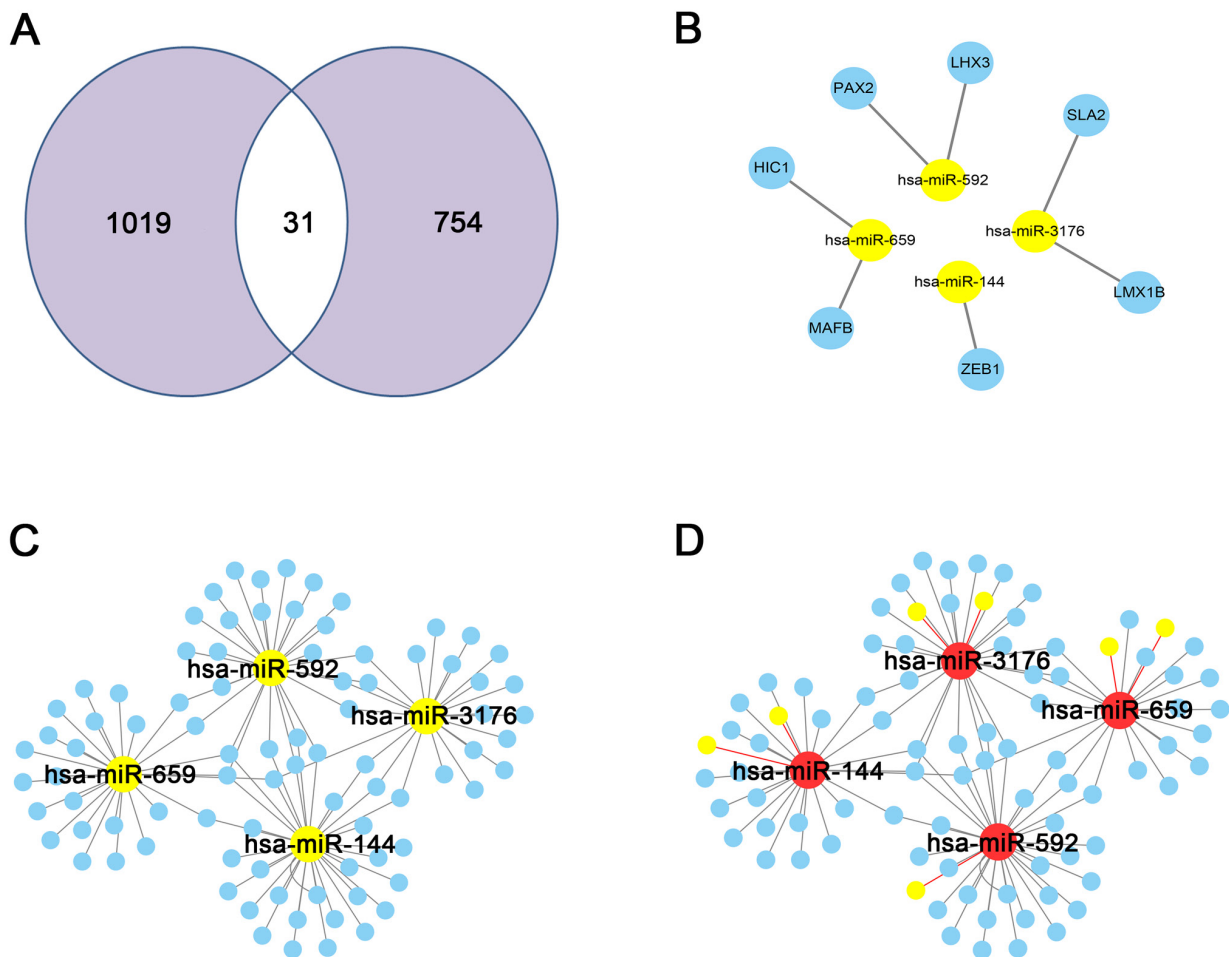 A
1019
31
754
B
LHX3
PAX2
SLA2
HIC1
hsa-miR-592
hsa-miR-659
hsa-miR-3176
hsa-miR-144
LMX1B
MAFB
ZEB1
C
hsa-miR-592
hsa-miR-3176
hsa-miR-659
hsa-miR-144
D
hsa-miR-3176
hsa-miR-659
hsa-miR-144
hsa-miR-592